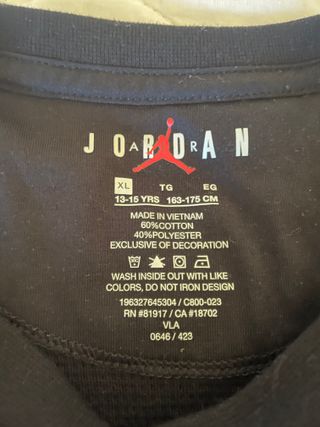 JORDAN
AIR
XL TG EG
13-15 YRS 163-175 CM
MADE IN VIETNAM
60%COTTON
40%POLYESTER
EXCLUSIVE OF DECORATION
WASH INSIDE OUT WITH LIKE
COLORS, DO NOT IRON DESIGN
196327645304 / C800-023
RN #81917 / CA #18702
VLA
0646 / 423